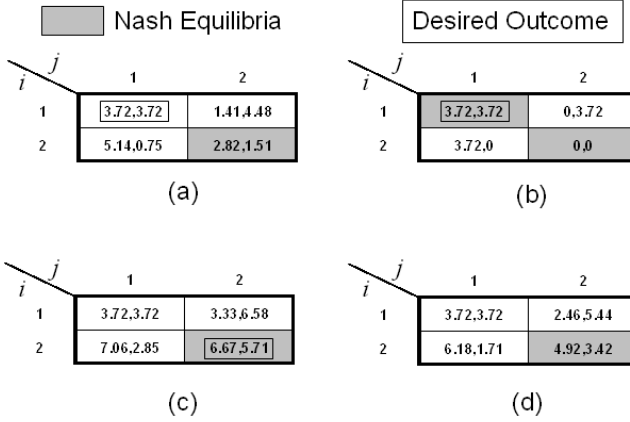 Nash Equilibria
Desired Outcome
j
i
1 2
1 3.72,3.72 1.41,4.48
2 5.14,0.75 2.82,1.51
(a)
j
i
1 2
1 3.72,3.72 0,3.72
2 3.72,0 0,0
(b)
j
i
1 2
1 3.72,3.72 3.33,6.58
2 7.06,2.85 6.67,5.71
(c)
j
i
1 2
1 3.72,3.72 2.46,5.44
2 6.18,1.71 4.92,3.42
(d)